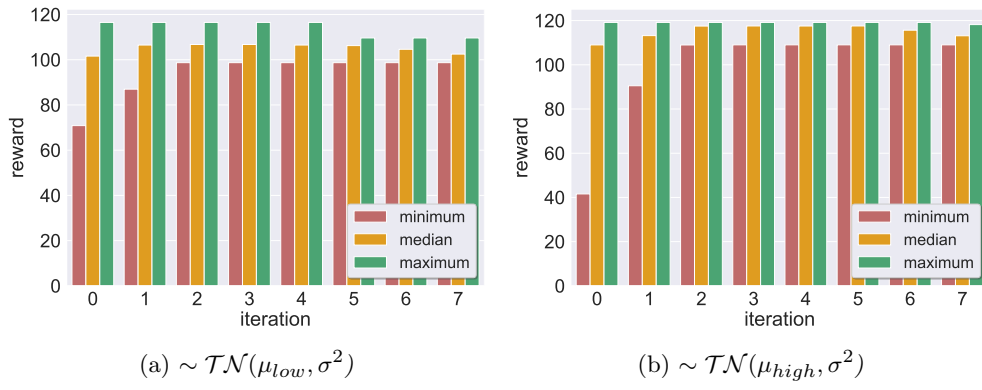 120
100
80
60
40
20
0
reward
minimum
median
maximum
0 1 2 3 4 5 6 7
iteration
(a) ∼ 𝒯𝒩(μ_low, σ²)
120
100
80
60
40
20
0
reward
minimum
median
maximum
0 1 2 3 4 5 6 7
iteration
(b) ∼ 𝒯𝒩(μ_high, σ²)